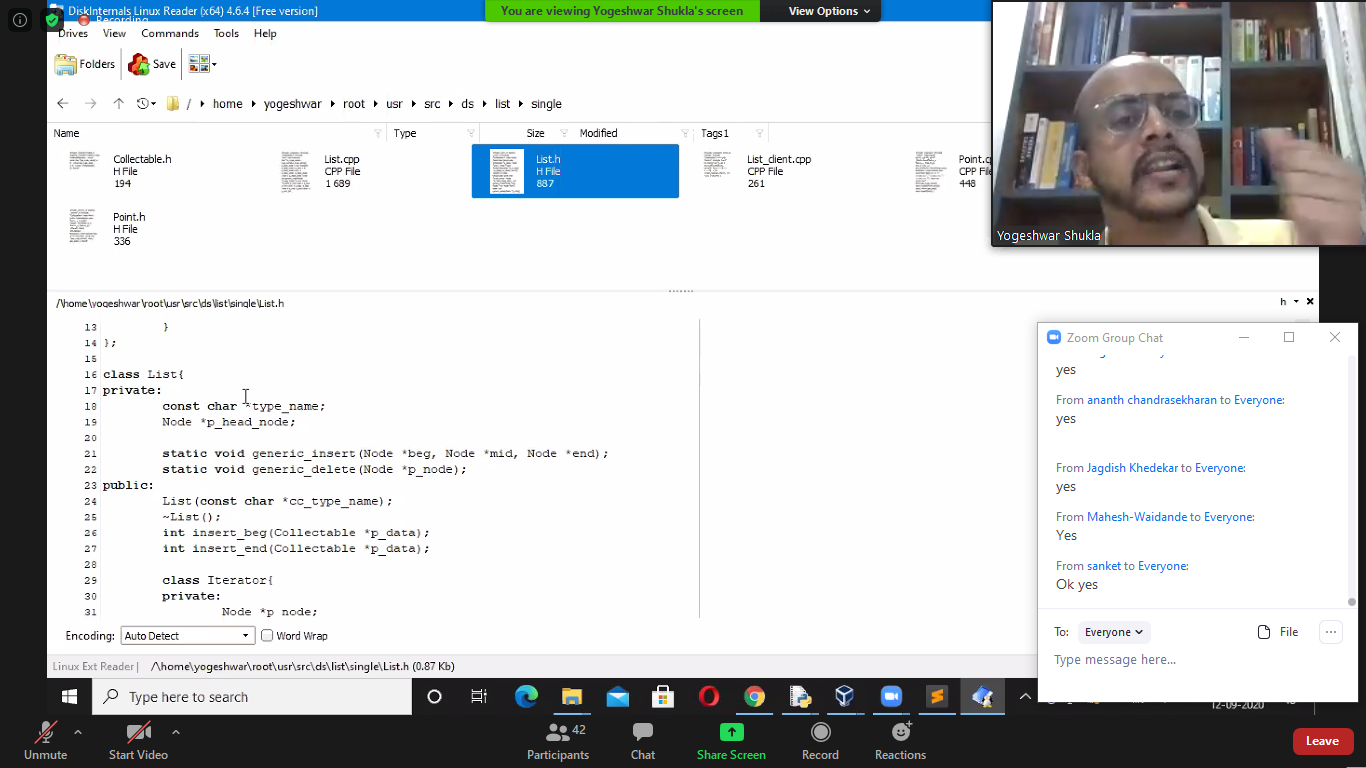 DiskInternals Linux Reader (x64) 4.6.4 [Free version]
Recording
You are viewing Yogeshwar Shukla's screen
View Options
Drives View Commands Tools Help
Folders Save
/ home yogeshwar root usr src ds list single
Name Type Size Modified Tags1
Collectable.h
H File
194
List.cpp
CPP File
1 689
List.h
H File
887
List_client.cpp
CPP File
261
CPP File
448
Point.h
H File
336
Yogeshwar Shukla
/\home\yogeshwar\root\usr\src\ds\list\single\List.h
h
13 }
14 };
15
16 class List{
17 private:
18 const char *type_name;
19 Node *p_head_node;
20
21 static void generic_insert(Node *beg, Node *mid, Node *end);
22 static void generic_delete(Node *p_node);
23 public:
24 List(const char *cc_type_name);
25 ~List();
26 int insert_beg(Collectable *p_data);
27 int insert_end(Collectable *p_data);
28
29 class Iterator{
30 private:
31 Node *p_node;
Encoding: Auto Detect Word Wrap
Linux Ext Reader | /\home\yogeshwar\root\usr\src\ds\list\single\List.h (0.87 Kb)
Zoom Group Chat
yes
From ananth chandrasekharan to Everyone:
yes
From Jagdish Khedekar to Everyone:
yes
From Mahesh-Waidande to Everyone:
Yes
From sanket to Everyone:
Ok yes
To: Everyone File
Type message here...
Type here to search
12-09-2020
Unmute
Start Video
Participants 42
Chat
Share Screen
Record
Reactions
Leave